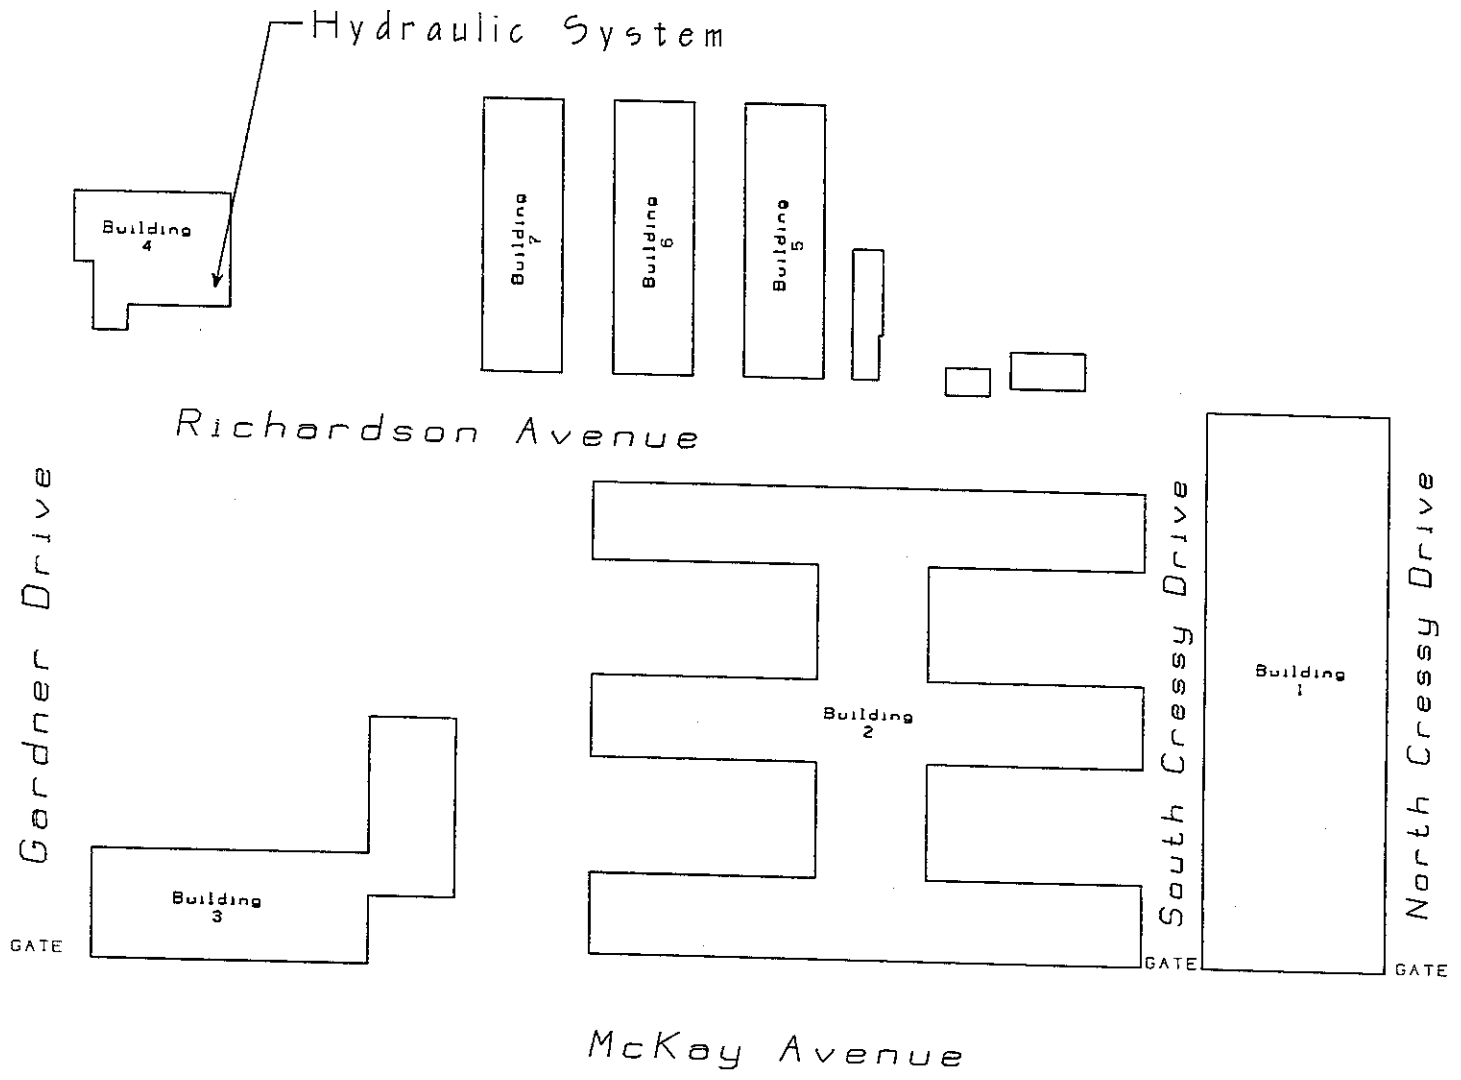 Hydraulic System
Building
4
Building
7
Building
6
Building
5
Richardson Avenue
Gardner Drive
South Cressy Drive
North Cressy Drive
Building
1
Building
2
Building
3
GATE
GATE
GATE
McKay Avenue